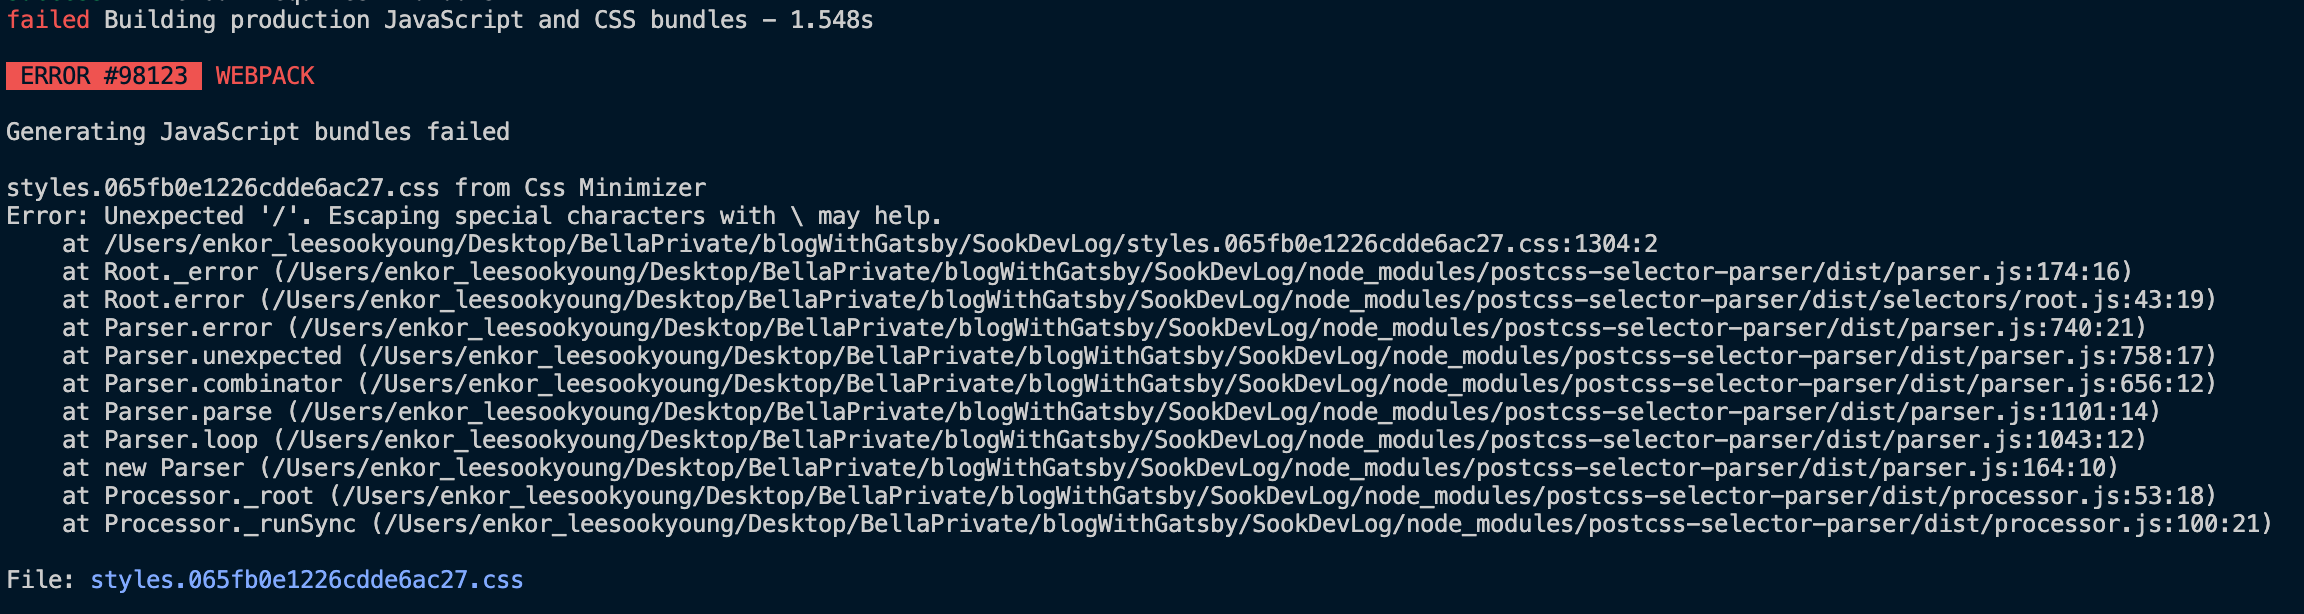 failed Building production JavaScript and CSS bundles - 1.548s
ERROR #98123 WEBPACK
Generating JavaScript bundles failed
styles.065fb0e1226cdde6ac27.css from Css Minimizer
Error: Unexpected '/'. Escaping special characters with \ may help.
at /Users/enkor_leesookyoung/Desktop/BellaPrivate/blogWithGatsby/SookDevLog/styles.065fb0e1226cdde6ac27.css:1304:2
at Root._error (/Users/enkor_leesookyoung/Desktop/BellaPrivate/blogWithGatsby/SookDevLog/node_modules/postcss-selector-parser/dist/parser.js:174:16)
at Root.error (/Users/enkor_leesookyoung/Desktop/BellaPrivate/blogWithGatsby/SookDevLog/node_modules/postcss-selector-parser/dist/selectors/root.js:43:19)
at Parser.error (/Users/enkor_leesookyoung/Desktop/BellaPrivate/blogWithGatsby/SookDevLog/node_modules/postcss-selector-parser/dist/parser.js:740:21)
at Parser.unexpected (/Users/enkor_leesookyoung/Desktop/BellaPrivate/blogWithGatsby/SookDevLog/node_modules/postcss-selector-parser/dist/parser.js:758:17)
at Parser.combinator (/Users/enkor_leesookyoung/Desktop/BellaPrivate/blogWithGatsby/SookDevLog/node_modules/postcss-selector-parser/dist/parser.js:656:12)
at Parser.parse (/Users/enkor_leesookyoung/Desktop/BellaPrivate/blogWithGatsby/SookDevLog/node_modules/postcss-selector-parser/dist/parser.js:1101:14)
at Parser.loop (/Users/enkor_leesookyoung/Desktop/BellaPrivate/blogWithGatsby/SookDevLog/node_modules/postcss-selector-parser/dist/parser.js:1043:12)
at new Parser (/Users/enkor_leesookyoung/Desktop/BellaPrivate/blogWithGatsby/SookDevLog/node_modules/postcss-selector-parser/dist/parser.js:164:10)
at Processor._root (/Users/enkor_leesookyoung/Desktop/BellaPrivate/blogWithGatsby/SookDevLog/node_modules/postcss-selector-parser/dist/processor.js:53:18)
at Processor._runSync (/Users/enkor_leesookyoung/Desktop/BellaPrivate/blogWithGatsby/SookDevLog/node_modules/postcss-selector-parser/dist/processor.js:100:21)
File: styles.065fb0e1226cdde6ac27.css